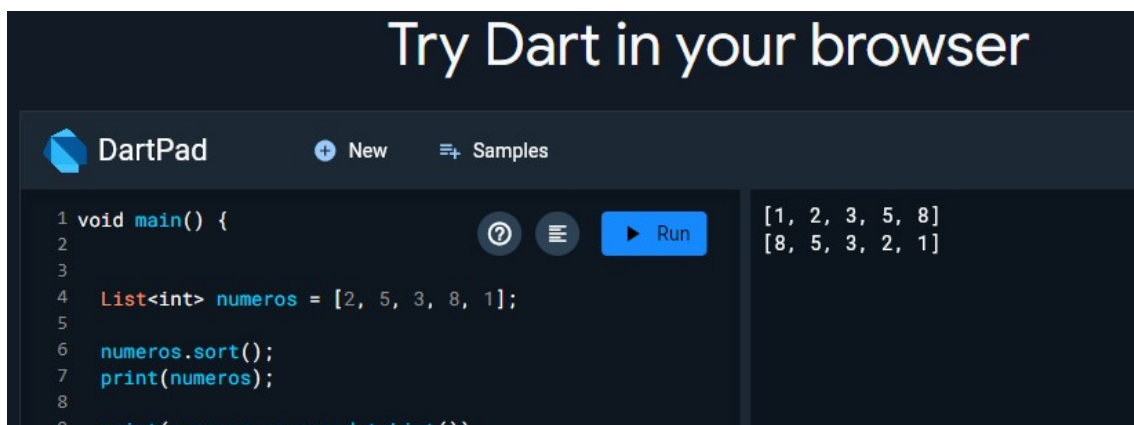 Try Dart in your browser
DartPad
New
Samples
1 void main() {
Run
2
3
4 List<int> numeros = [2, 5, 3, 8, 1];
5
6 numeros.sort();
7 print(numeros);
8
[1, 2, 3, 5, 8]
[8, 5, 3, 2, 1]